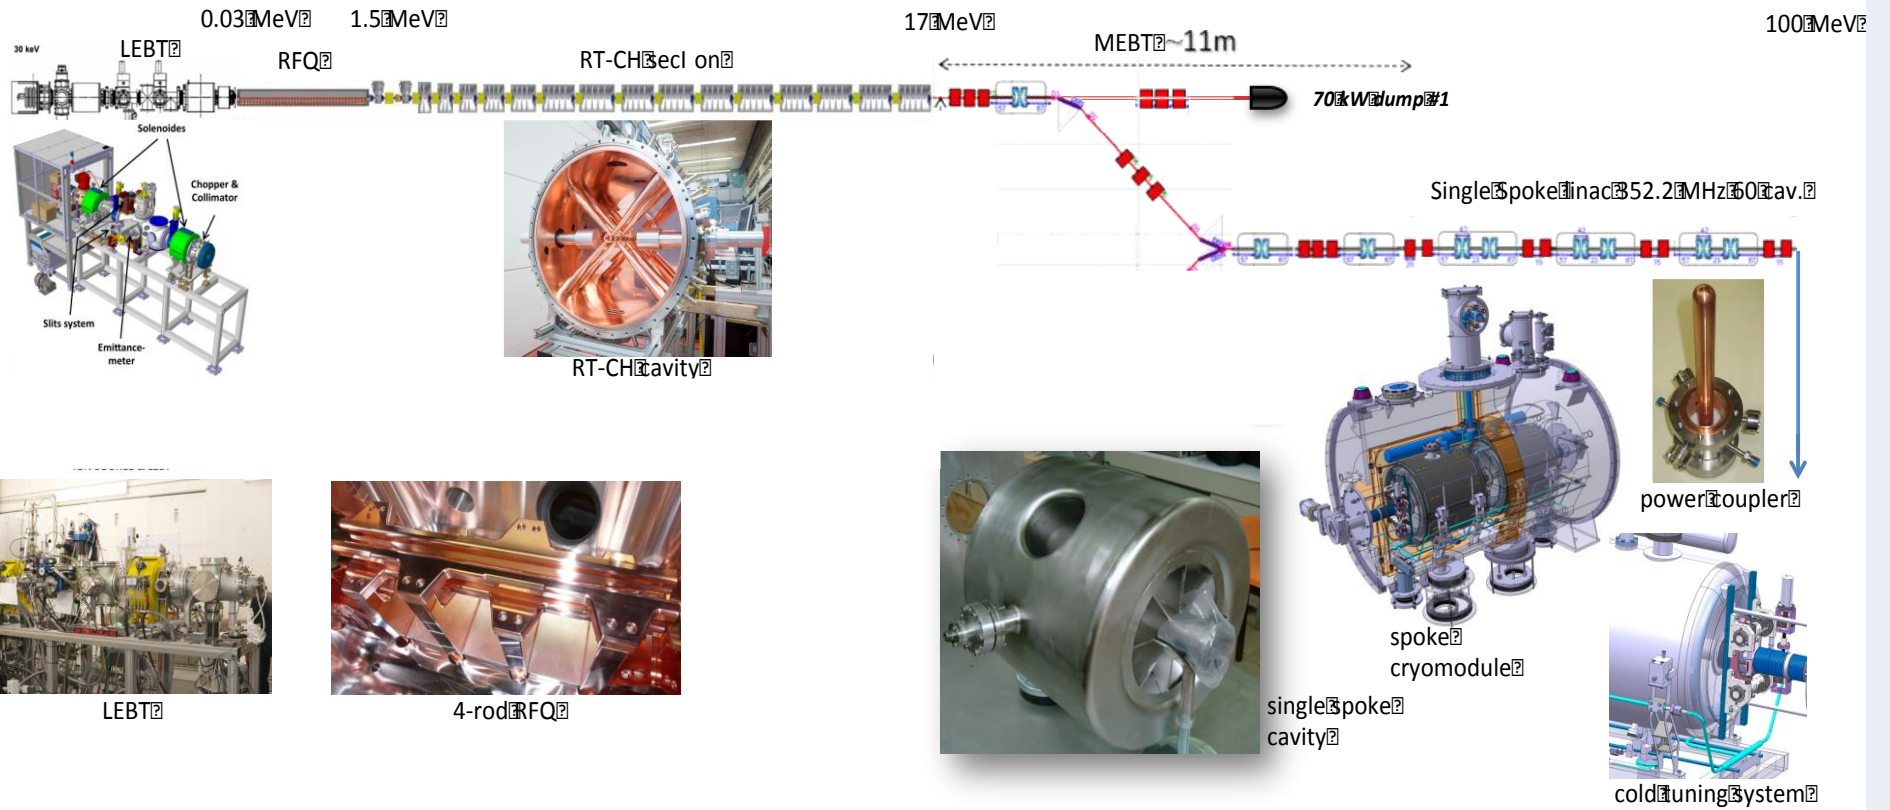 0.03 MeV
1.5 MeV
17 MeV
100 MeV
30 keV
LEBT
RFQ
RT-CH secI on
MEBT ~11m
70 kW dump #1
Solenoides
Chopper &
Collimator
Slits system
Emittance-
meter
RT-CH cavity
Single Spoke linac 352.2 MHz 60 cav.
power coupler
spoke
cryomodule
LEBT
4-rod RFQ
single spoke
cavity
cold tuning system